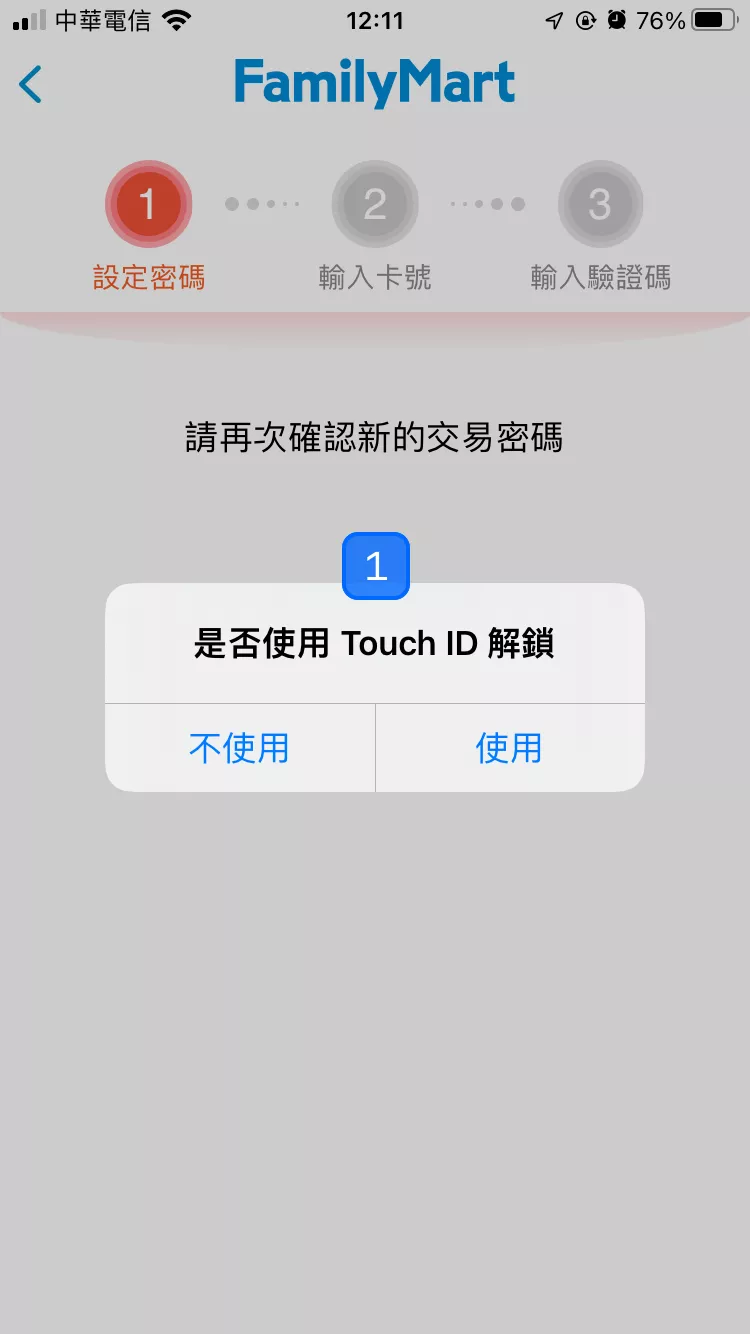 中華電信 12:11 76%
FamilyMart
1 2 3
設定密碼 輸入卡號 輸入驗證碼
請再次確認新的交易密碼
1
是否使用 Touch ID 解鎖
不使用 使用